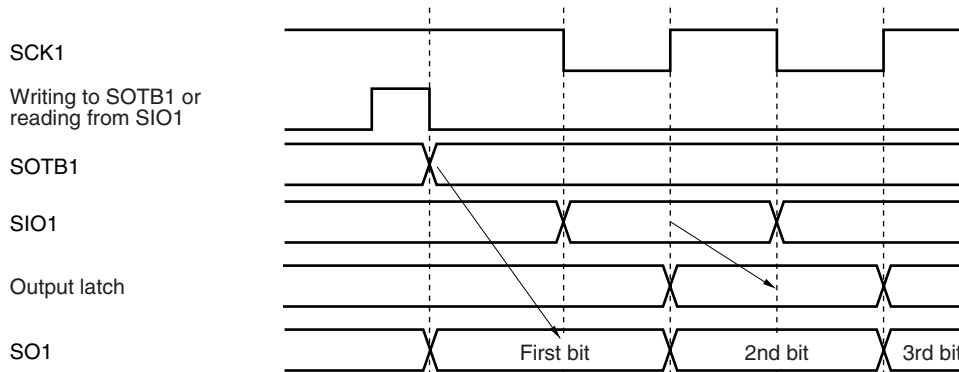 SCK1
Writing to SOTB1 or
reading from SIO1
SOTB1
SIO1
Output latch
SO1
First bit
2nd bit
3rd bit